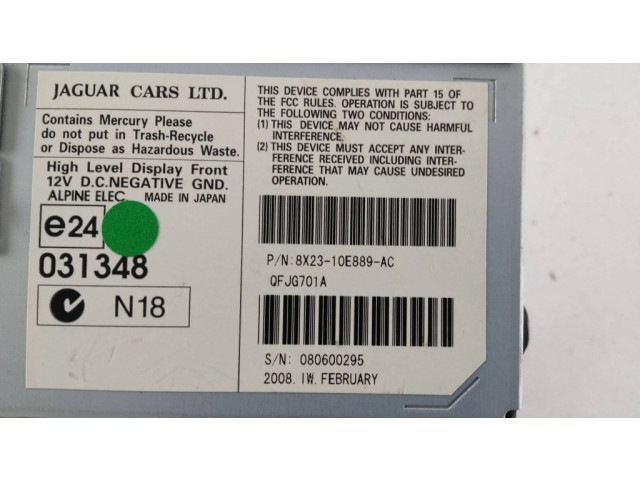 JAGUAR CARS LTD.
Contains Mercury Please
do not put in Trash-Recycle
or Dispose as Hazardous Waste.
High Level Display Front
12V D.C.NEGATIVE GND.
ALPINE ELEC. MADE IN JAPAN
e24
031348
N18
THIS DEVICE COMPLIES WITH PART 15 OF
THE FCC RULES. OPERATION IS SUBJECT TO
THE FOLLOWING TWO CONDITIONS:
(1) THIS DEVICE MAY NOT CAUSE HARMFUL
INTERFERENCE.
(2) THIS DEVICE MUST ACCEPT ANY INTER-
FERENCE RECEIVED INCLUDING INTER-
FERENCE THAT MAY CAUSE UNDESIRED
OPERATION.
P/N:8X23-10E889-AC
QFJG701A
S/N: 080600295
2008. IW. FEBRUARY